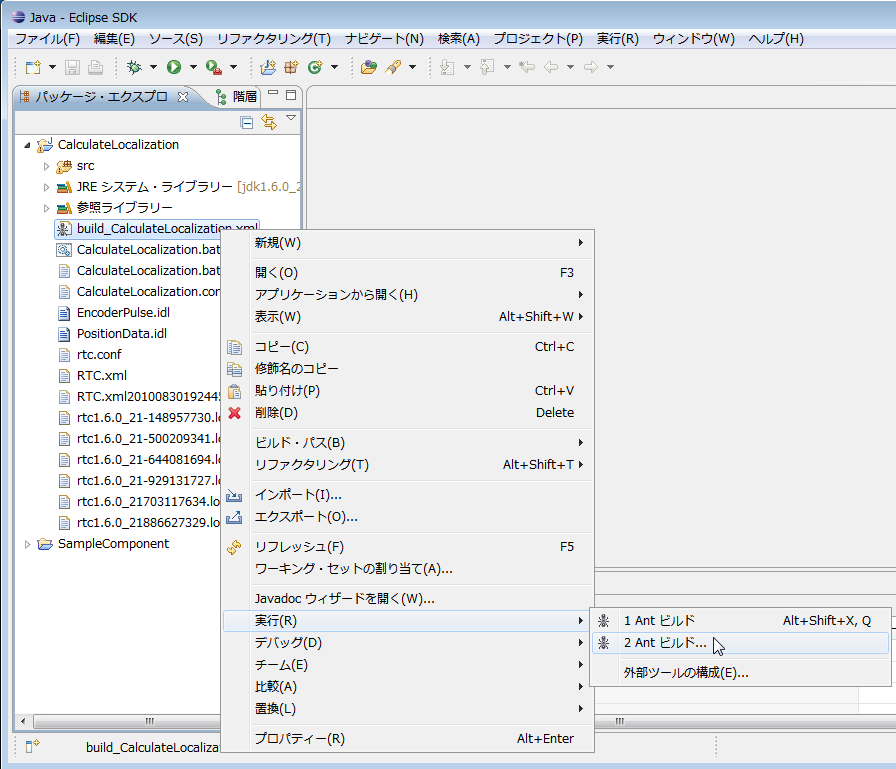 Java - Eclipse SDK
ファイル(F) 編集(E) ソース(S) リファクタリング(T) ナビゲート(N) 検索(A) プロジェクト(P) 実行(R) ウィンドウ(W) ヘルプ(H)
パッケージ・エクスプロ 階層
CalculateLocalization
src
JRE システム・ライブラリー [jdk1.6.0_2
参照ライブラリー
build_CalculateLocalization.xml
CalculateLocalization.bat
CalculateLocalization.bat
CalculateLocalization.con
EncoderPulse.idl
PositionData.idl
rtc.conf
RTC.xml
RTC.xml2010083019244
rtc1.6.0_21-148957730.lo
rtc1.6.0_21-500209341.lo
rtc1.6.0_21-644081694.lo
rtc1.6.0_21-929131727.lo
rtc1.6.0_21703117634.lo
rtc1.6.0_21886627329.lo
SampleComponent
新規(W)
開く(O) F3
アプリケーションから開く(H)
表示(W) Alt+Shift+W
コピー(C) Ctrl+C
修飾名のコピー
貼り付け(P) Ctrl+V
削除(D) Delete
ビルド・パス(B)
リファクタリング(T) Alt+Shift+T
インポート(I)...
エクスポート(O)...
リフレッシュ(F) F5
ワーキング・セットの割り当て(A)...
Javadoc ウィザードを開く(W)...
実行(R)
デバッグ(D)
チーム(E)
比較(A)
置換(L)
プロパティー(R) Alt+Enter
1 Ant ビルド Alt+Shift+X, Q
2 Ant ビルド...
外部ツールの構成(E)...
build_CalculateLocaliza